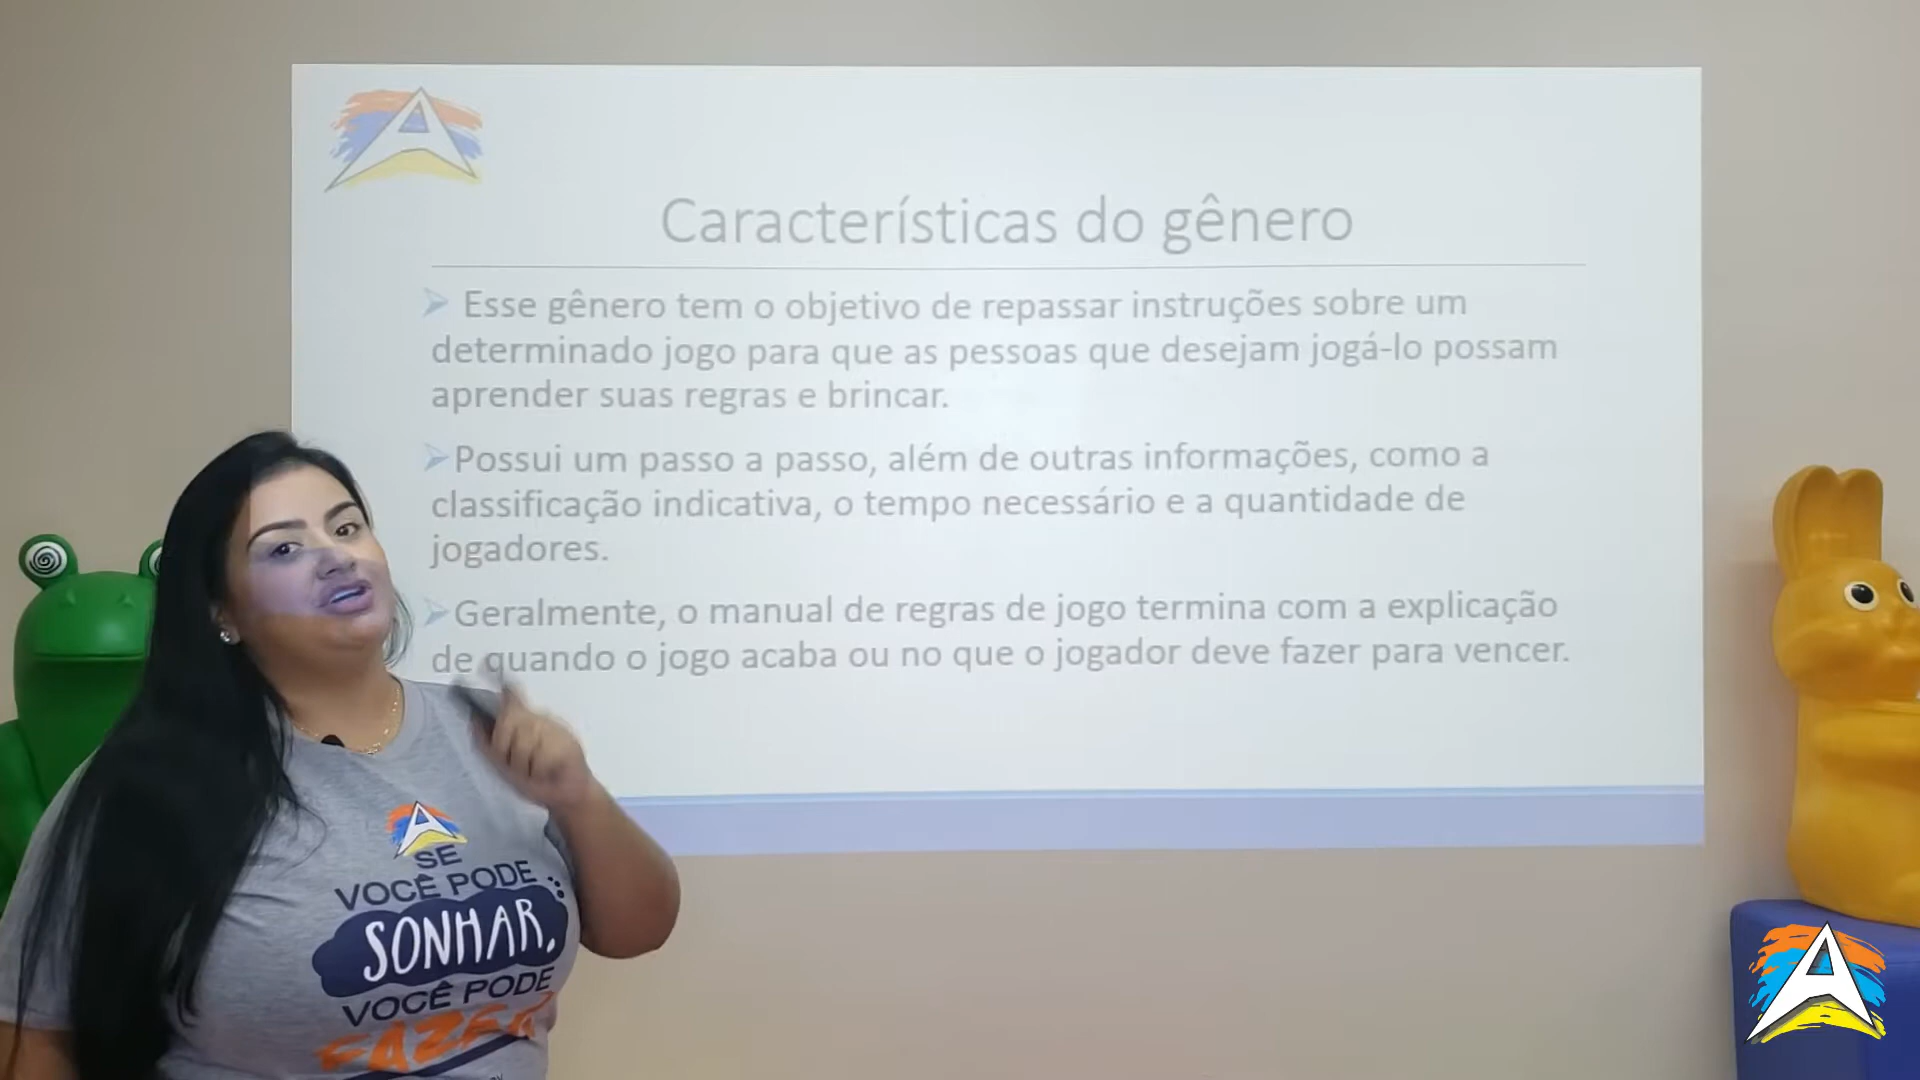 Características do gênero
Esse gênero tem o objetivo de repassar instruções sobre um
determinado jogo para que as pessoas que desejam jogá-lo possam
aprender suas regras e brincar.
Possui um passo a passo, além de outras informações, como a
classificação indicativa, o tempo necessário e a quantidade de
jogadores.
Geralmente, o manual de regras de jogo termina com a explicação
de quando o jogo acaba ou no que o jogador deve fazer para vencer.
SE
VOCÊ PODE
SONHAR,
VOCÊ PODE
FAZER
A